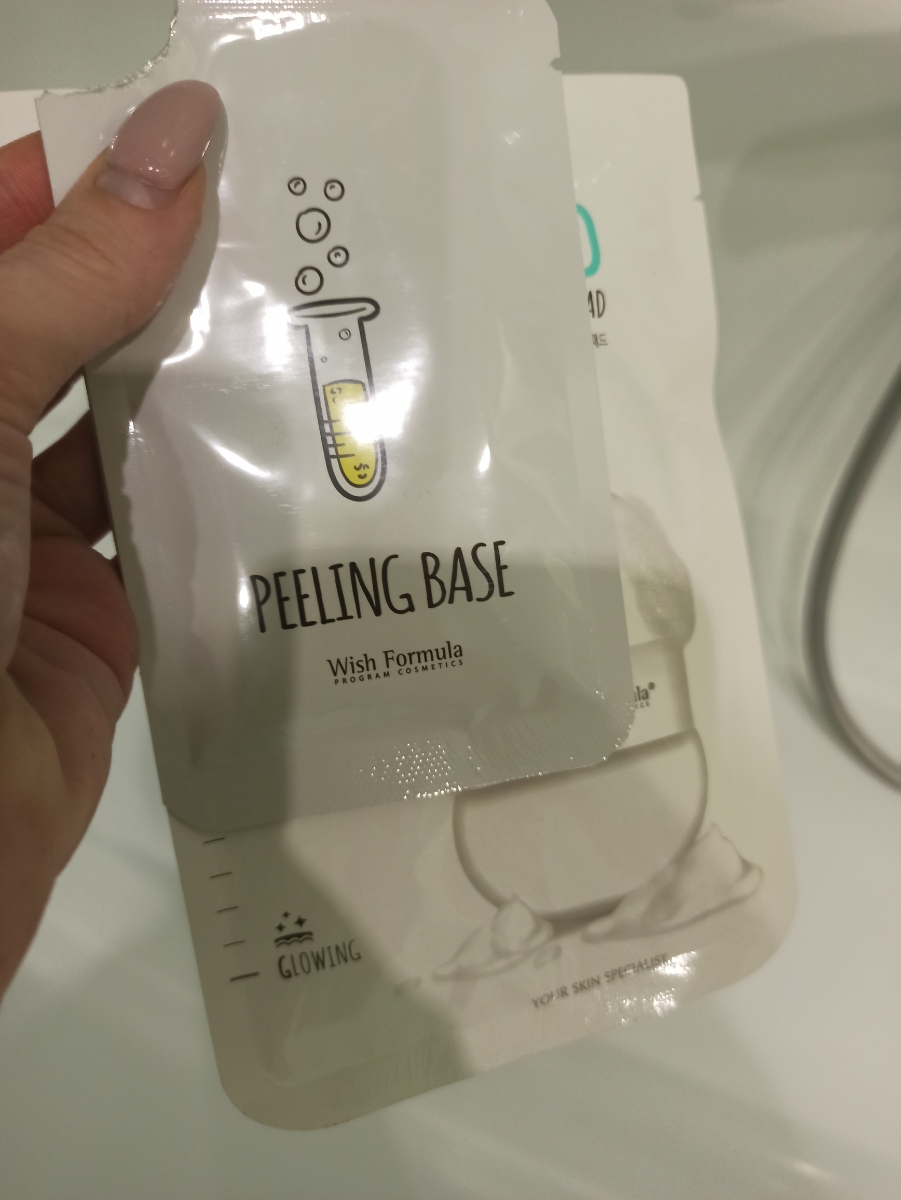 PEELING BASE
Wish Formula
PROGRAM COSMETICS
GLOWING
YOUR SKIN SPECIALIST